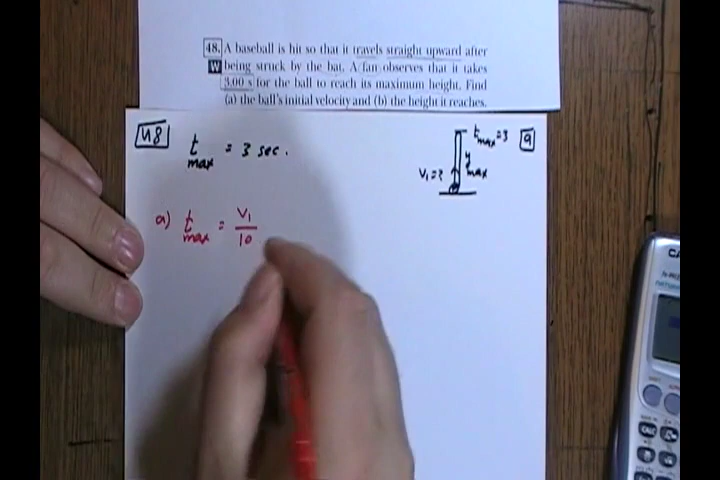 48. A baseball is hit so that it travels straight upward after
W being struck by the bat. A fan observes that it takes
3.00 s for the ball to reach its maximum height. Find
(a) the ball's initial velocity and (b) the height it reaches.
48
t max = 3 sec.
t max = 3
9
y max
V₁ = ?
a) t max = V₁ / 10
CA